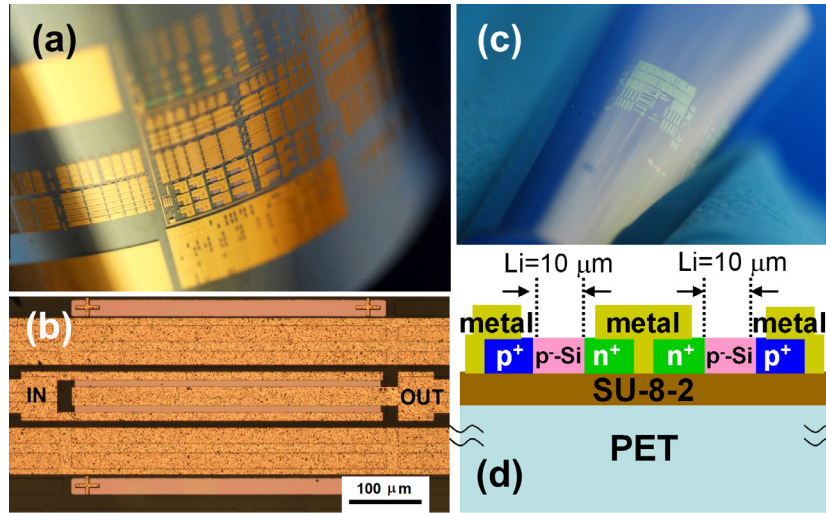 (a)
(c)
Li=10 μm
Li=10 μm
(b)
IN
OUT
100 μm
metal
metal
metal
p⁺
p⁻-Si
n⁺
n⁺
p⁻-Si
p⁺
SU-8-2
PET
(d)